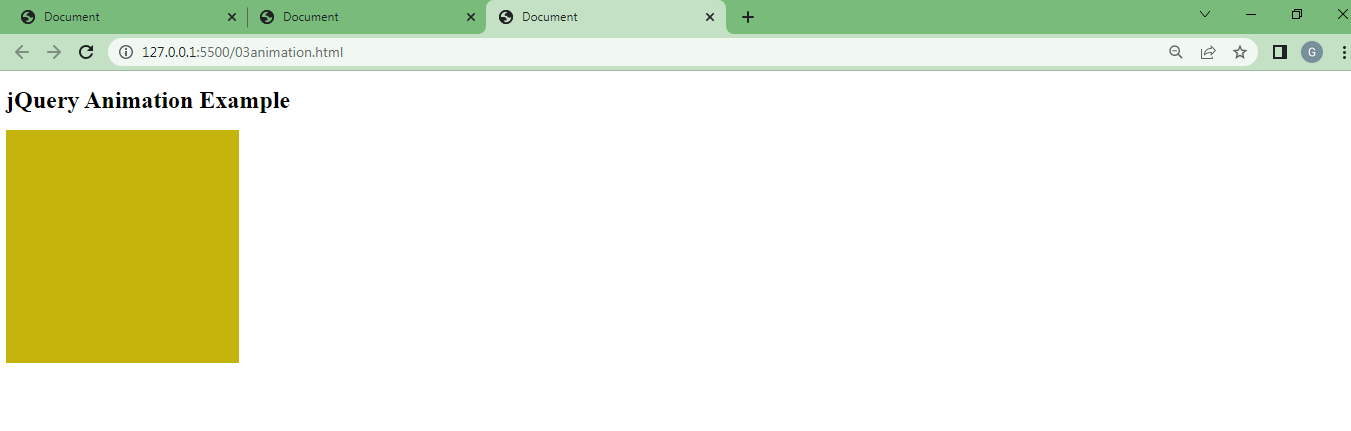 Document
Document
Document
127.0.0.1:5500/03animation.html
G
jQuery Animation Example